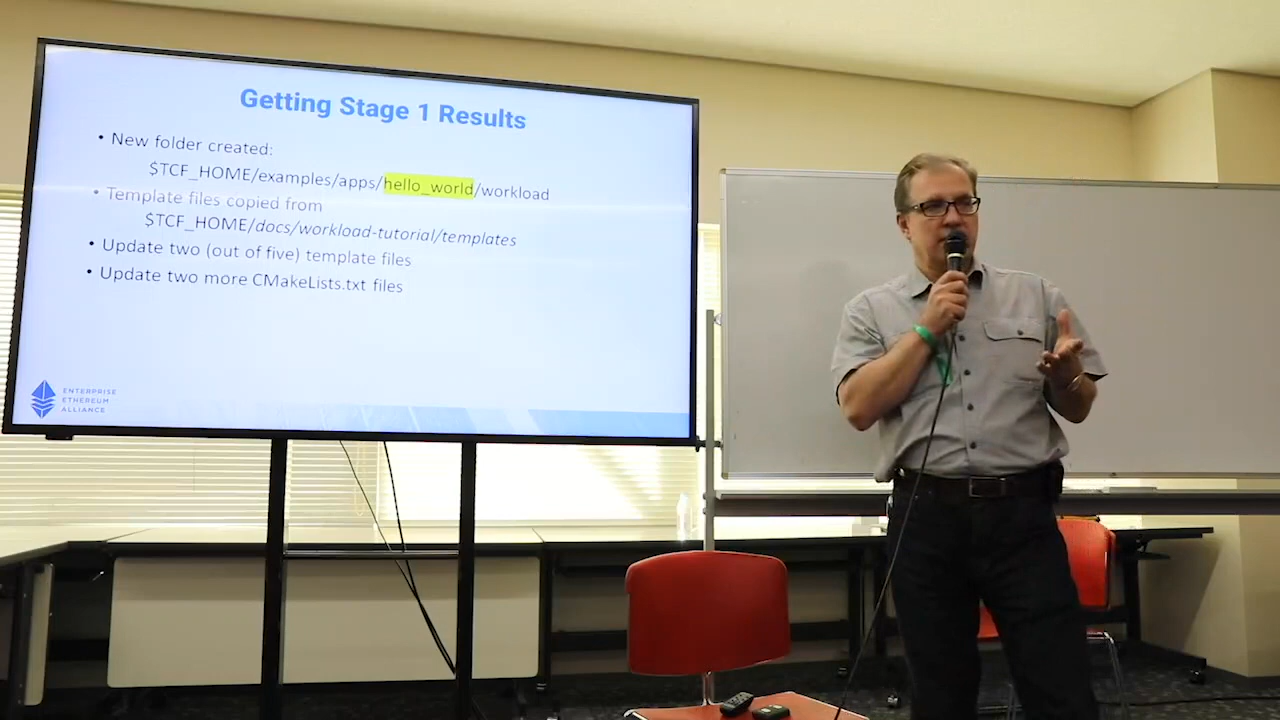 Getting Stage 1 Results
• New folder created:
$TCF_HOME/examples/apps/hello_world/workload
• Template files copied from
$TCF_HOME/docs/workload-tutorial/templates
• Update two (out of five) template files
• Update two more CMakeLists.txt files
ENTERPRISE
ETHEREUM
ALLIANCE